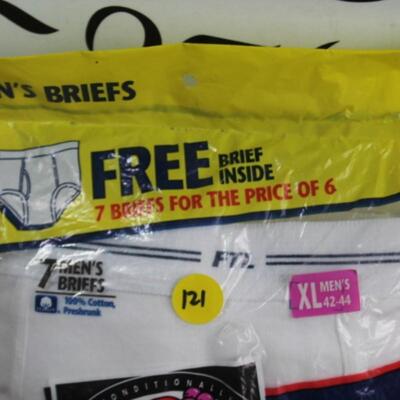 N'S BRIEFS
FREE BRIEF INSIDE
7 BRIEFS FOR THE PRICE OF 6
FTL
7 MEN'S BRIEFS
100% Cotton,
Preshrunk
121
XL MEN'S 42-44
CONDITIONALL